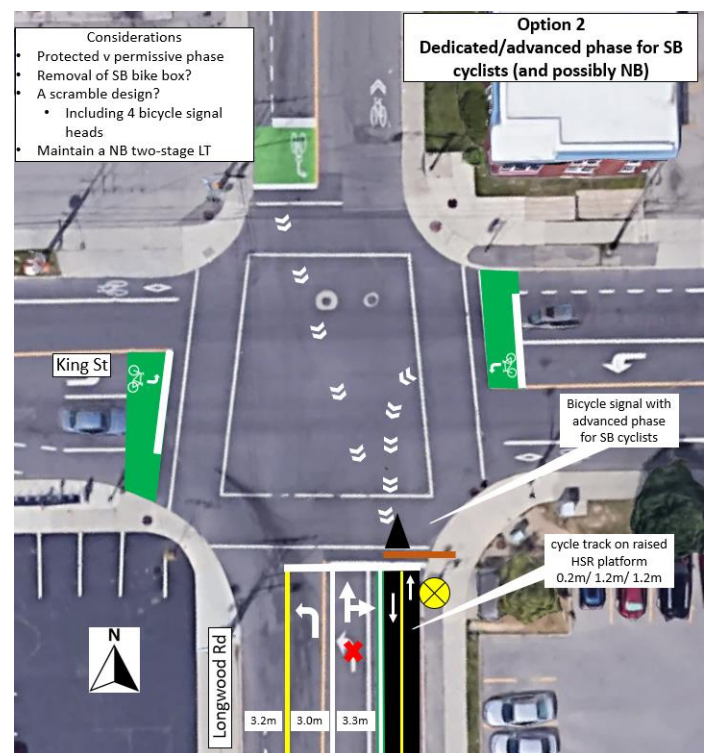 Considerations
• Protected v permissive phase
• Removal of SB bike box?
• A scramble design?
• Including 4 bicycle signal
heads
• Maintain a NB two-stage LT
Option 2
Dedicated/advanced phase for SB
cyclists (and possibly NB)
King St
Bicycle signal with
advanced phase
for SB cyclists
cycle track on raised
HSR platform
0.2m/ 1.2m/ 1.2m
N
Longwood Rd
3.2m
3.0m
3.3m